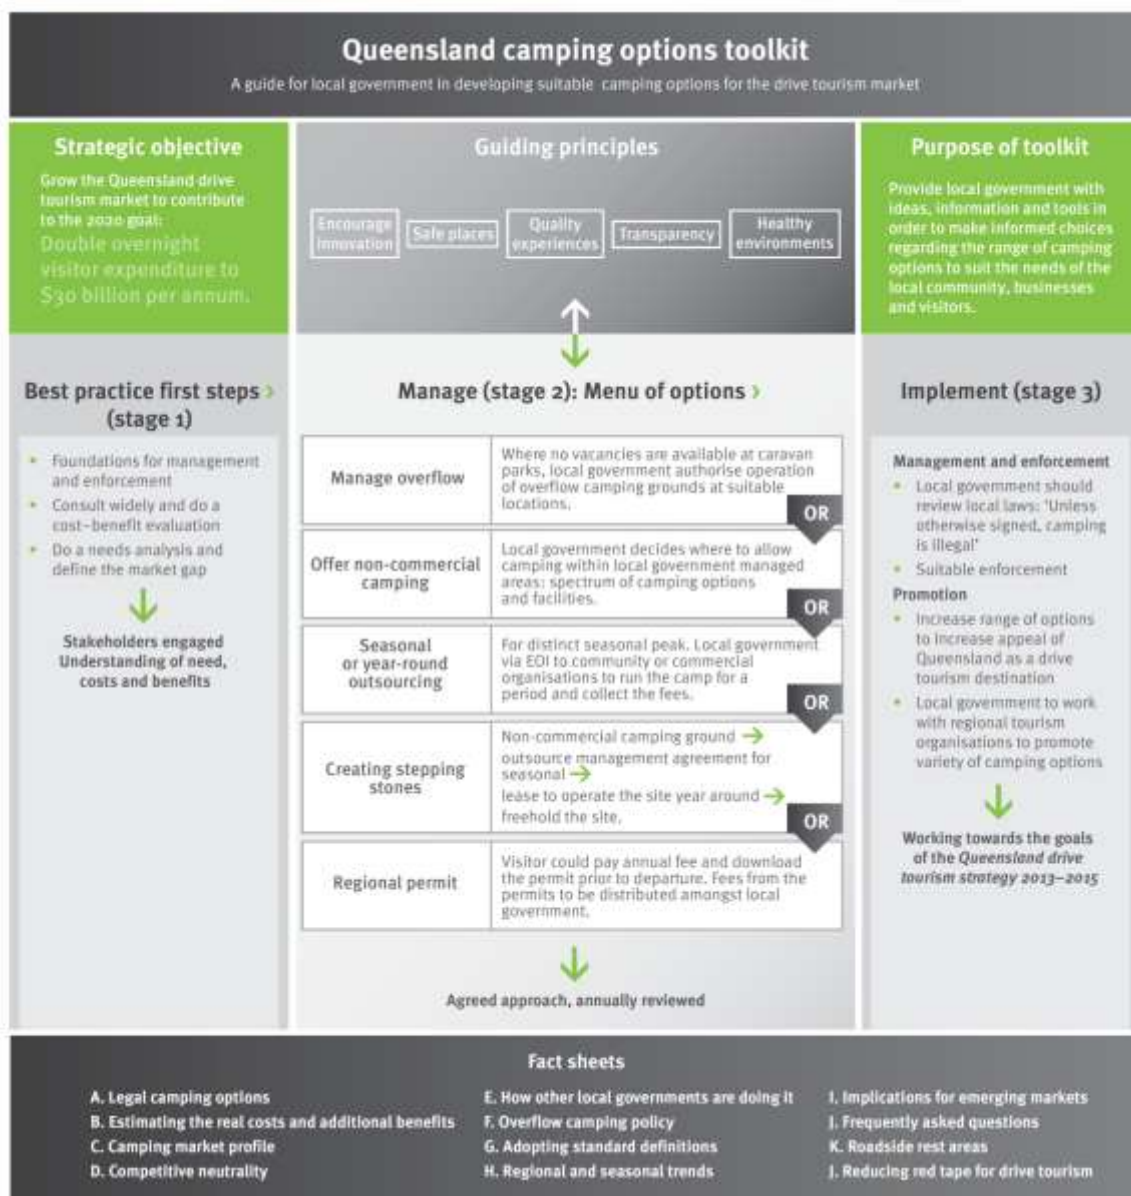 Queensland camping options toolkit
A guide for local government in developing suitable camping options for the drive tourism market
Strategic objective
Grow the Queensland drive
tourism market to contribute
to the 2020 goal:
Double overnight
visitor expenditure to
$30 billion per annum.
Guiding principles
Encourage
innovation
Safe places
Quality
experiences
Transparency
Healthy
environments
Purpose of toolkit
Provide local government with
ideas, information and tools in
order to make informed choices
regarding the range of camping
options to suit the needs of the
local community, businesses
and visitors.
Best practice first steps >
(stage 1)
• Foundations for management
and enforcement
• Consult widely and do a
cost–benefit evaluation
• Do a needs analysis and
define the market gap
Stakeholders engaged
Understanding of need,
costs and benefits
Manage (stage 2): Menu of options >
Manage overflow
Where no vacancies are available at caravan
parks, local government authorise operation
of overflow camping grounds at suitable
locations.
OR
Offer non-commercial
camping
Local government decides where to allow
camping within local government managed
areas: spectrum of camping options
and facilities.
OR
Seasonal
or year-round
outsourcing
For distinct seasonal peak. Local government
via EOI to community or commercial
organisations to run the camp for a
period and collect the fees.
OR
Creating stepping
stones
Non-commercial camping ground →
outsource management agreement for
seasonal →
lease to operate the site year around →
freehold the site.
OR
Regional permit
Visitor could pay annual fee and download
the permit prior to departure. Fees from the
permits to be distributed amongst local
government.
Agreed approach, annually reviewed
Implement (stage 3)
Management and enforcement
• Local government should
review local laws: 'Unless
otherwise signed, camping
is illegal'
• Suitable enforcement
Promotion
• Increase range of options
to increase appeal of
Queensland as a drive
tourism destination
• Local government to work
with regional tourism
organisations to promote
variety of camping options
Working towards the goals
of the Queensland drive
tourism strategy 2013–2015
Fact sheets
A. Legal camping options
B. Estimating the real costs and additional benefits
C. Camping market profile
D. Competitive neutrality
E. How other local governments are doing it
F. Overflow camping policy
G. Adopting standard definitions
H. Regional and seasonal trends
I. Implications for emerging markets
J. Frequently asked questions
K. Roadside rest areas
J. Reducing red tape for drive tourism